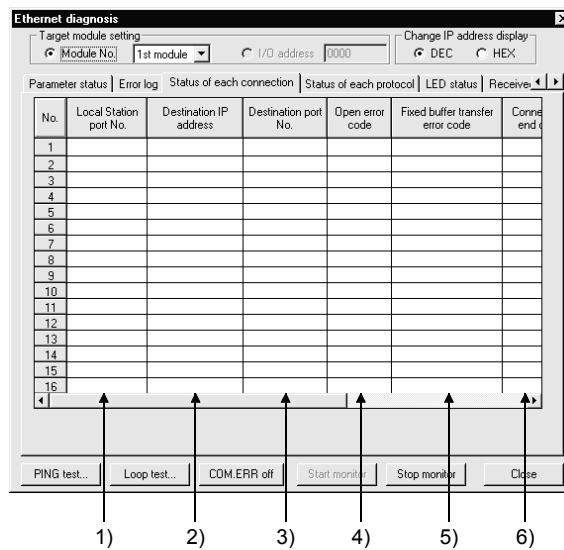 Ethernet diagnosis
Target module setting
Module No. 1st module I/O address 0000
Change IP address display
DEC HEX
Parameter status Error log Status of each connection Status of each protocol LED status
No. Local Station port No. Destination IP address Destination port No. Open error code Fixed buffer transfer error code
1
2
3
4
5
6
7
8
9
10
11
12
13
14
15
16
PING test... Loop test... COM.ERR off Start monitor Stop monitor Close
1) 2) 3) 4) 5) 6)